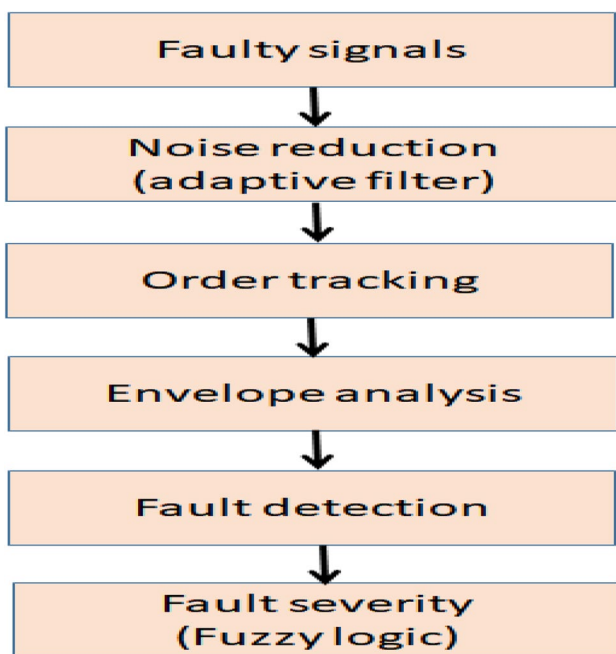 Faulty signals
Noise reduction
(adaptive filter)
Order tracking
Envelope analysis
Fault detection
Fault severity
(Fuzzy logic)